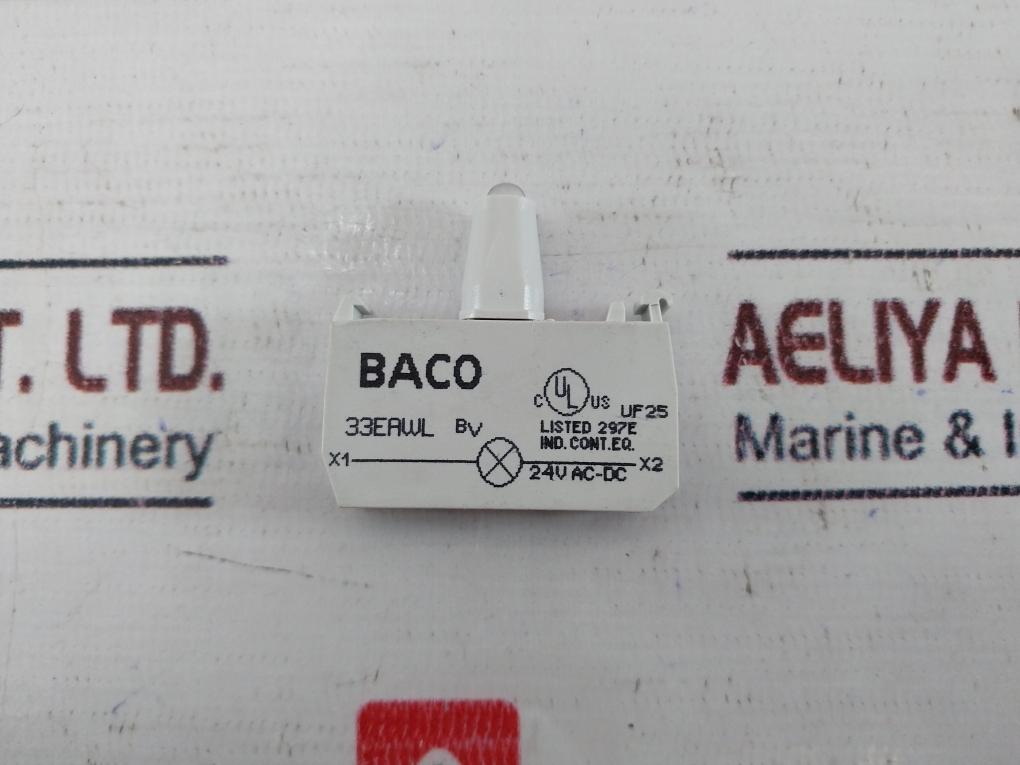 T. LTD.
achinery
BACO
C UL US
UF25
33EAWL BV
LISTED 297E
IND.CONT.EQ.
X1 X2
24V AC-DC
AELIYA
Marine & I